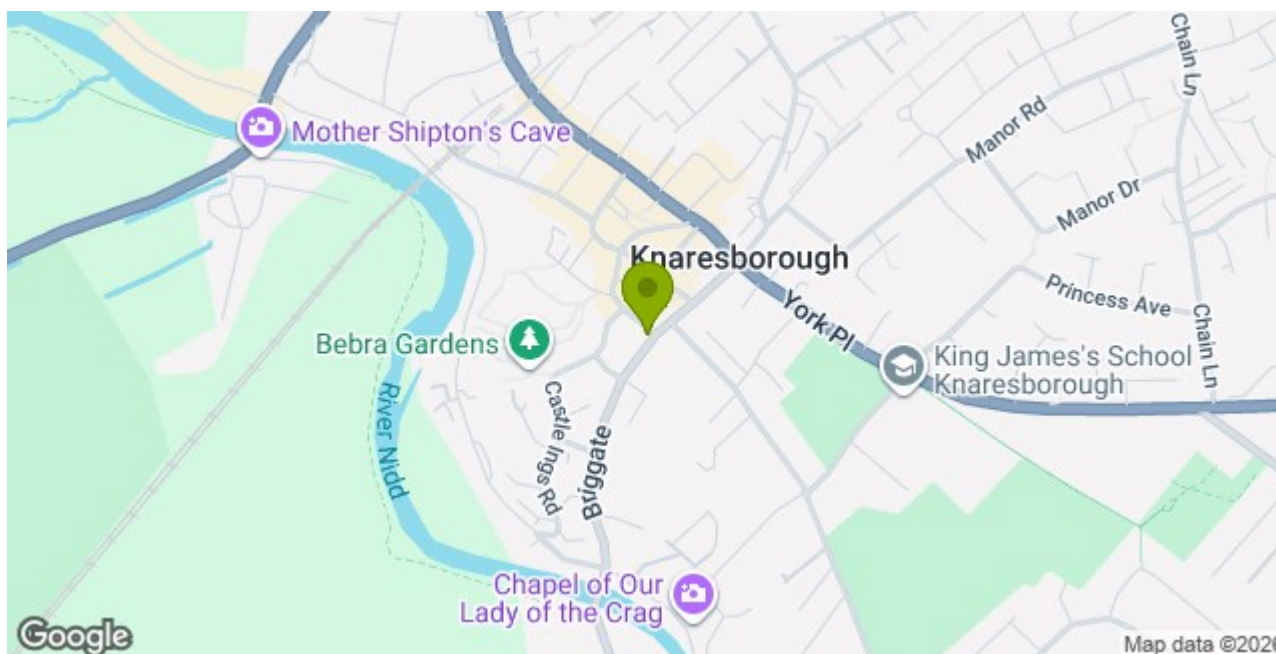 Chain Ln
Mother Shipton's Cave
Manor Rd
Manor Dr
Knaresborough
Princess Ave
York Pl
Chain Ln
Bebra Gardens
King James's School
Knaresborough
River Nidd
Castle Ings Rd
Briggate
Chapel of Our
Lady of the Crag
Google
Map data ©2026